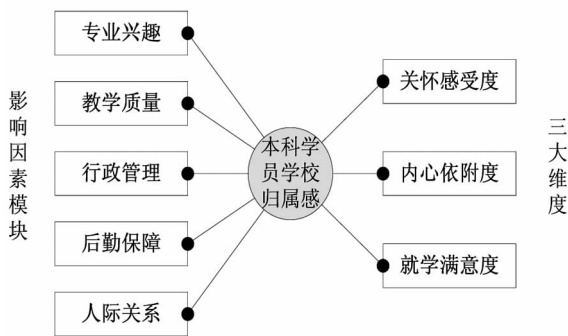 影响因素模块
专业兴趣
教学质量
行政管理
后勤保障
人际关系
本科学
员学校
归属感
关怀感受度
内心依附度
就学满意度
三大维度